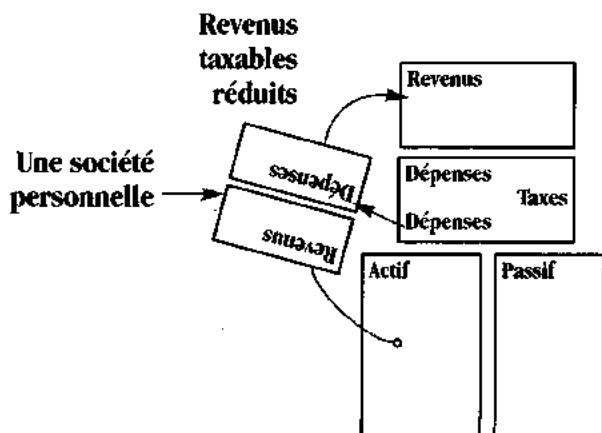 Revenus
taxables
réduits
Revenus
Une société
personnelle
Dépenses
Revenus
Dépenses
Taxes
Dépenses
Actif
Passif